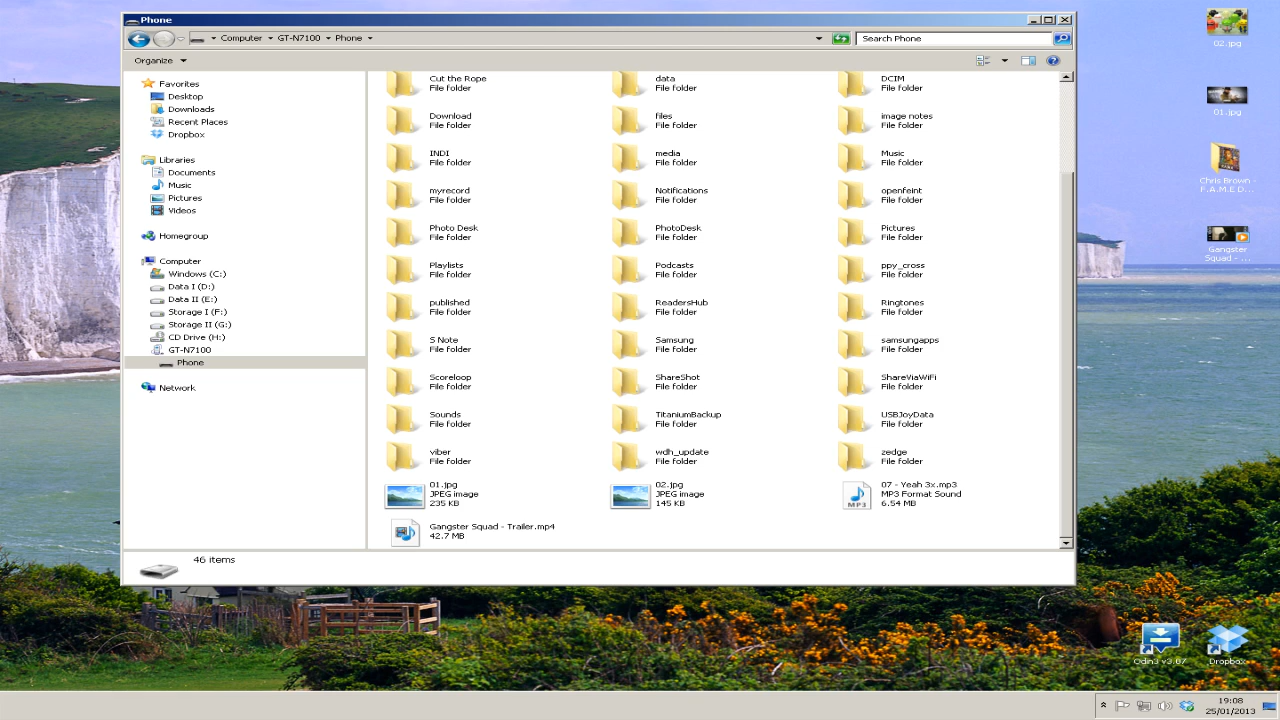 Phone
Computer GT-N7100 Phone
Search Phone
Organize
Favorites
Desktop
Downloads
Recent Places
Dropbox
Libraries
Documents
Music
Pictures
Videos
Homegroup
Computer
Windows (C:)
Data I (D:)
Data II (E:)
Storage I (F:)
Storage II (G:)
CD Drive (H:)
GT-N7100
Phone
Network
Cut the Rope
File folder
data
File folder
DCIM
File folder
Download
File folder
files
File folder
image notes
File folder
INDI
File folder
media
File folder
Music
File folder
myrecord
File folder
Notifications
File folder
openfeint
File folder
Photo Desk
File folder
PhotoDesk
File folder
Pictures
File folder
Playlists
File folder
Podcasts
File folder
ppy_cross
File folder
published
File folder
ReadersHub
File folder
Ringtones
File folder
S Note
File folder
Samsung
File folder
samsungapps
File folder
Scoreloop
File folder
ShareShot
File folder
ShareViaWiFi
File folder
Sounds
File folder
TitaniumBackup
File folder
USBJoyData
File folder
viber
File folder
wdh_update
File folder
zedge
File folder
01.jpg
JPEG image
235 KB
02.jpg
JPEG image
145 KB
MP3
07 - Yeah 3x.mp3
MP3 Format Sound
6.54 MB
Gangster Squad - Trailer.mp4
42.7 MB
46 items
02.jpg
01.jpg
Chris Brown -
F.A.M.E D...
Gangster
Squad - ...
Odin3 v3.07
Dropbox
19:08
25/01/2013